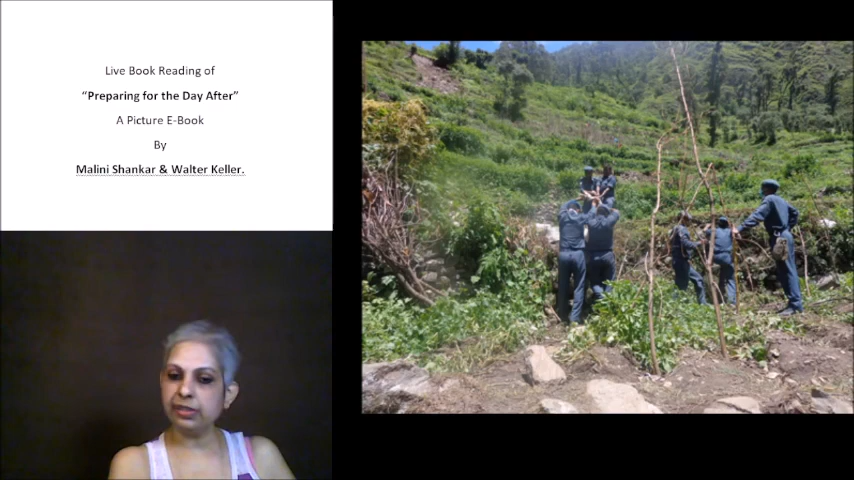 Live Book Reading of
“Preparing for the Day After”
A Picture E-Book
By
Malini Shankar & Walter Keller.